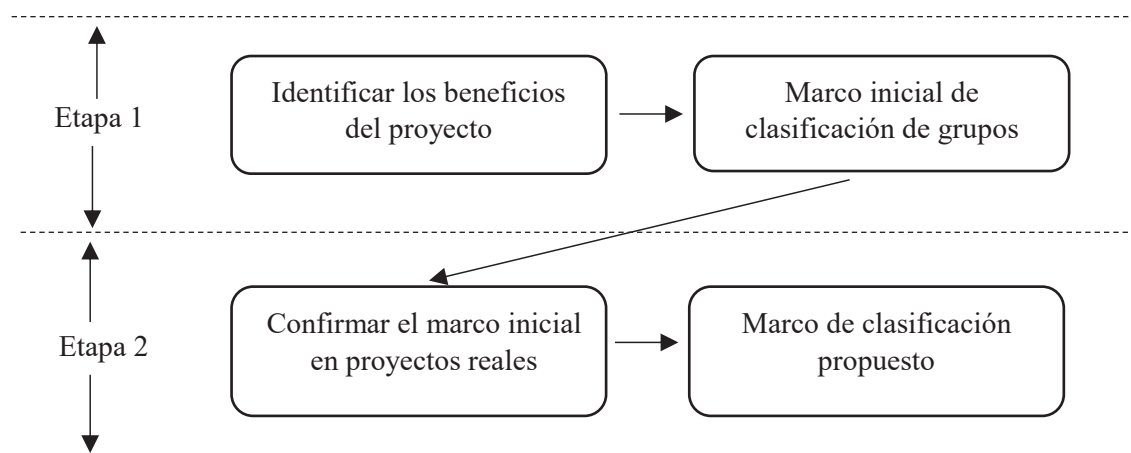 Etapa 1
Identificar los beneficios
del proyecto
Marco inicial de
clasificación de grupos
Etapa 2
Confirmar el marco inicial
en proyectos reales
Marco de clasificación
propuesto